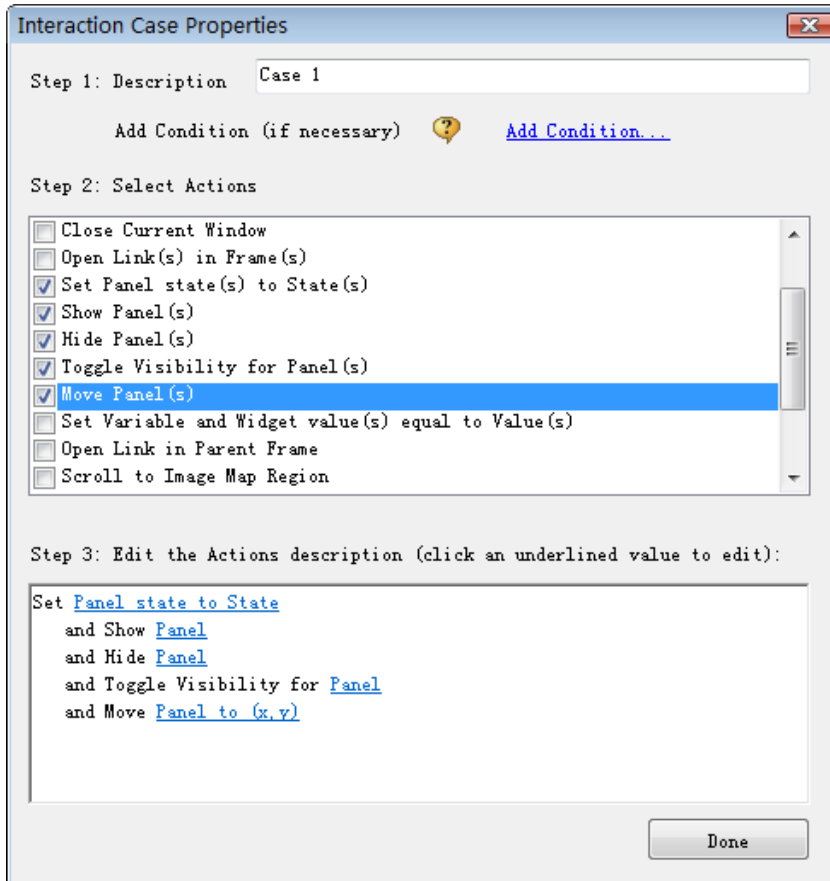 Interaction Case Properties
Step 1: Description Case 1
Add Condition (if necessary) ? Add Condition...
Step 2: Select Actions
Close Current Window
Open Link(s) in Frame(s)
Set Panel state(s) to State(s)
Show Panel(s)
Hide Panel(s)
Toggle Visibility for Panel(s)
Move Panel(s)
Set Variable and Widget value(s) equal to Value(s)
Open Link in Parent Frame
Scroll to Image Map Region
Step 3: Edit the Actions description (click an underlined value to edit):
Set Panel state to State
and Show Panel
and Hide Panel
and Toggle Visibility for Panel
and Move Panel to (x,y)
Done